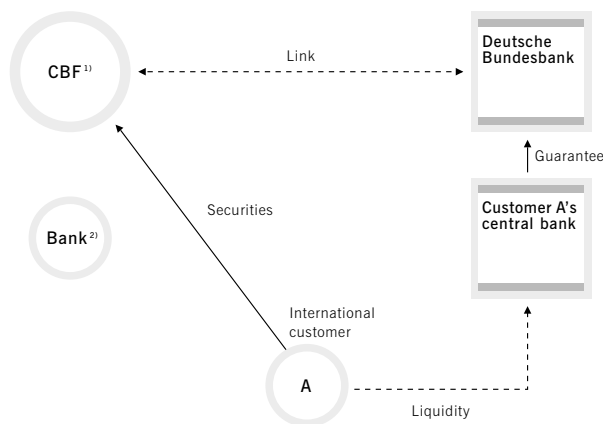 CBF 1)
Link
Deutsche
Bundesbank
Guarantee
Securities
Customer A's
central bank
Bank 2)
International
customer
A
Liquidity